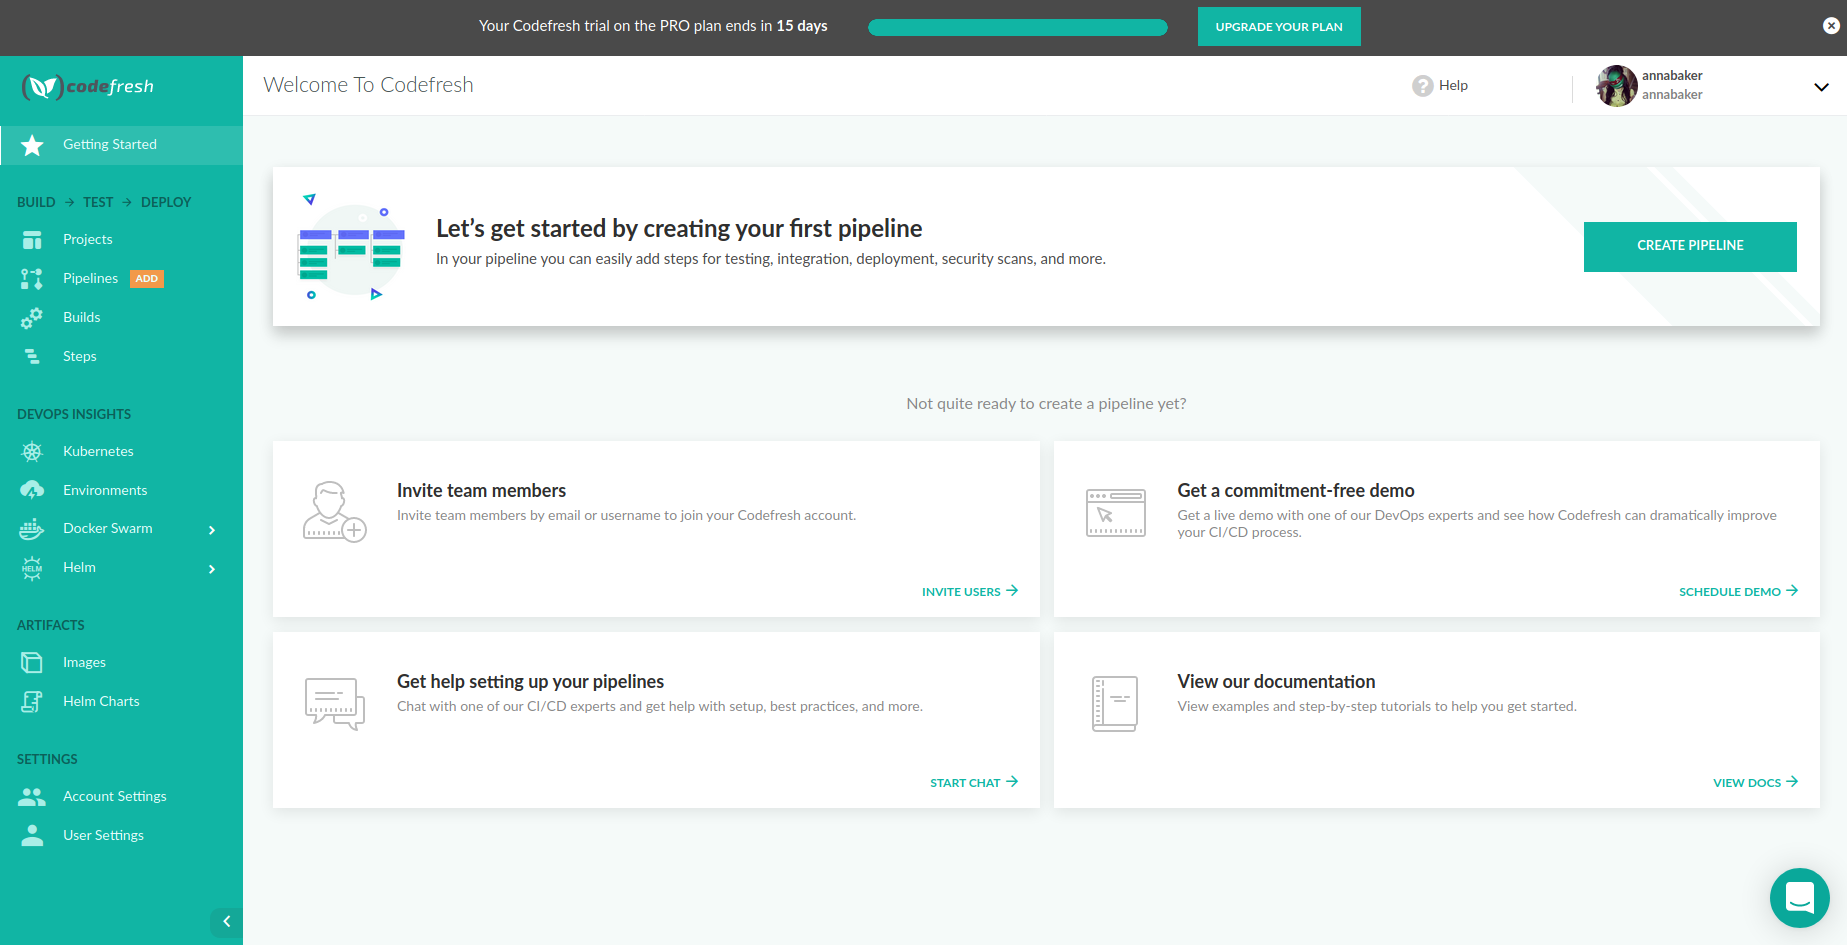 Your Codefresh trial on the PRO plan ends in 15 days
UPGRADE YOUR PLAN
codefresh
Welcome To Codefresh
? Help
annabaker
annabaker
Getting Started
BUILD → TEST → DEPLOY
Projects
Pipelines ADD
Builds
Steps
DEVOPS INSIGHTS
Kubernetes
Environments
Docker Swarm
HELM Helm
ARTIFACTS
Images
Helm Charts
SETTINGS
Account Settings
User Settings
Let's get started by creating your first pipeline
In your pipeline you can easily add steps for testing, integration, deployment, security scans, and more.
CREATE PIPELINE
Not quite ready to create a pipeline yet?
Invite team members
Invite team members by email or username to join your Codefresh account.
INVITE USERS →
Get a commitment-free demo
Get a live demo with one of our DevOps experts and see how Codefresh can dramatically improve
your CI/CD process.
SCHEDULE DEMO →
Get help setting up your pipelines
Chat with one of our CI/CD experts and get help with setup, best practices, and more.
START CHAT →
View our documentation
View examples and step-by-step tutorials to help you get started.
VIEW DOCS →